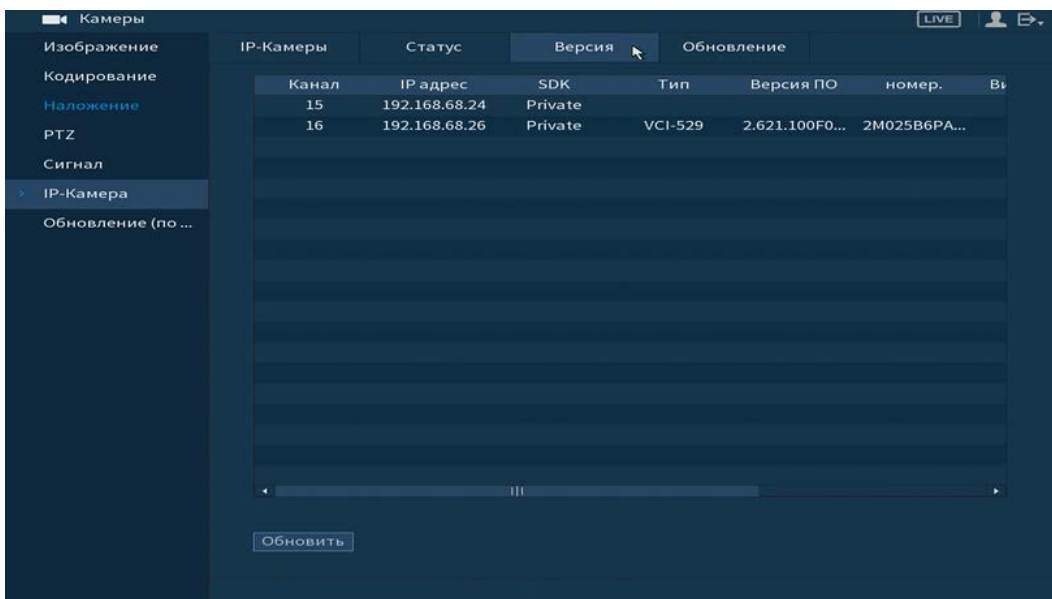 Камеры LIVE
Изображение
Кодирование
Наложение
PTZ
Сигнал
IP-Камера
Обновление (по ...
IP-Камеры Статус Версия Обновление
Канал IP адрес SDK Тип Версия ПО номер. Ви
15 192.168.68.24 Private
16 192.168.68.26 Private VCI-529 2.621.100F0... 2M025B6PA...
Обновить